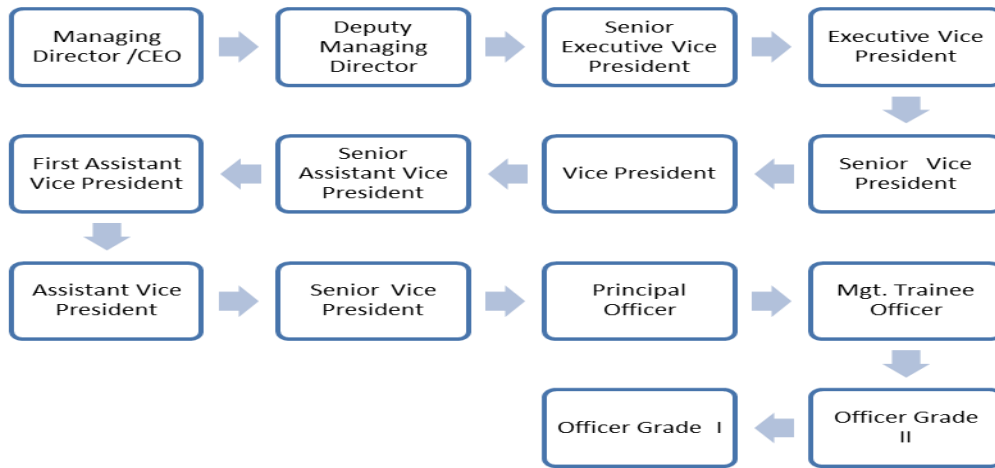 Managing
Director /CEO
Deputy
Managing
Director
Senior
Executive Vice
President
Executive Vice
President
Senior Vice
President
Vice President
Senior
Assistant Vice
President
First Assistant
Vice President
Assistant Vice
President
Senior Vice
President
Principal
Officer
Mgt. Trainee
Officer
Officer Grade
II
Officer Grade I